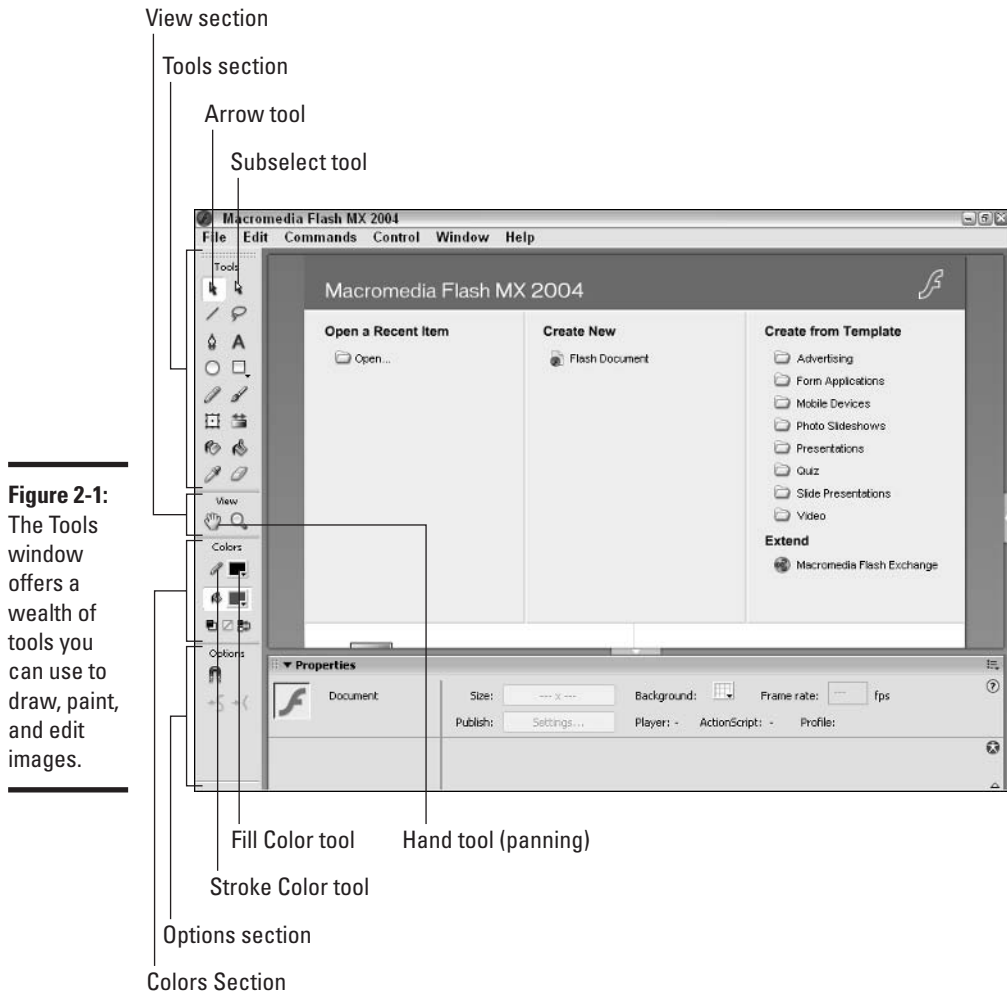 View section
Tools section
Arrow tool
Subselect tool
Macromedia Flash MX 2004
File Edit Commands Control Window Help
Tools
Macromedia Flash MX 2004
Open a Recent Item
Open...
Create New
Flash Document
Create from Template
Advertising
Form Applications
Mobile Devices
Photo Slideshows
Presentations
Quiz
Slide Presentations
Video
Extend
Macromedia Flash Exchange
View
Colors
Options
Properties
Document
Size: --- x --- Background: Frame rate: --- fps
Publish: Settings... Player: - ActionScript: - Profile:
Figure 2-1:
The Tools
window
offers a
wealth of
tools you
can use to
draw, paint,
and edit
images.
Fill Color tool
Hand tool (panning)
Stroke Color tool
Options section
Colors Section